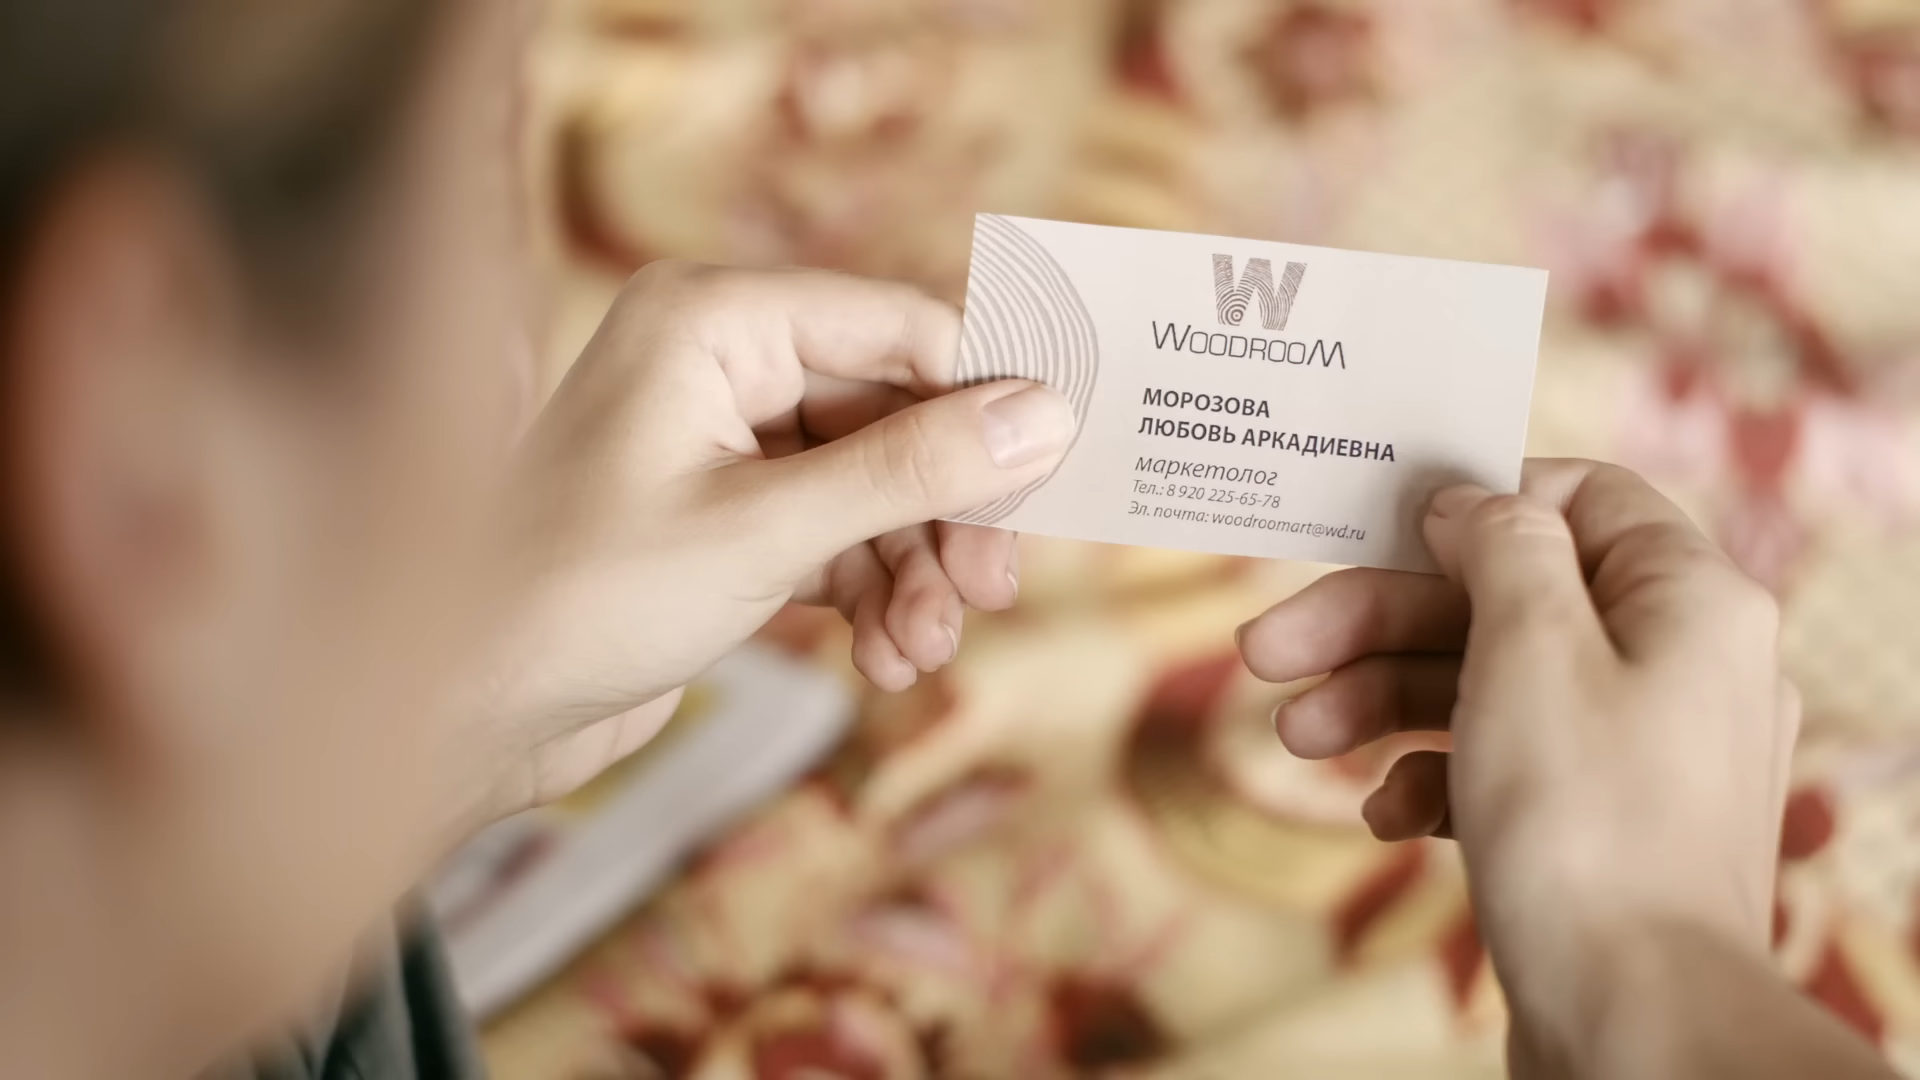 W
WOODROOM
МОРОЗОВА
ЛЮБОВЬ АРКАДИЕВНА
маркетолог
Тел.: 8 920 225-65-78
Эл. почта: woodroomart@wd.ru